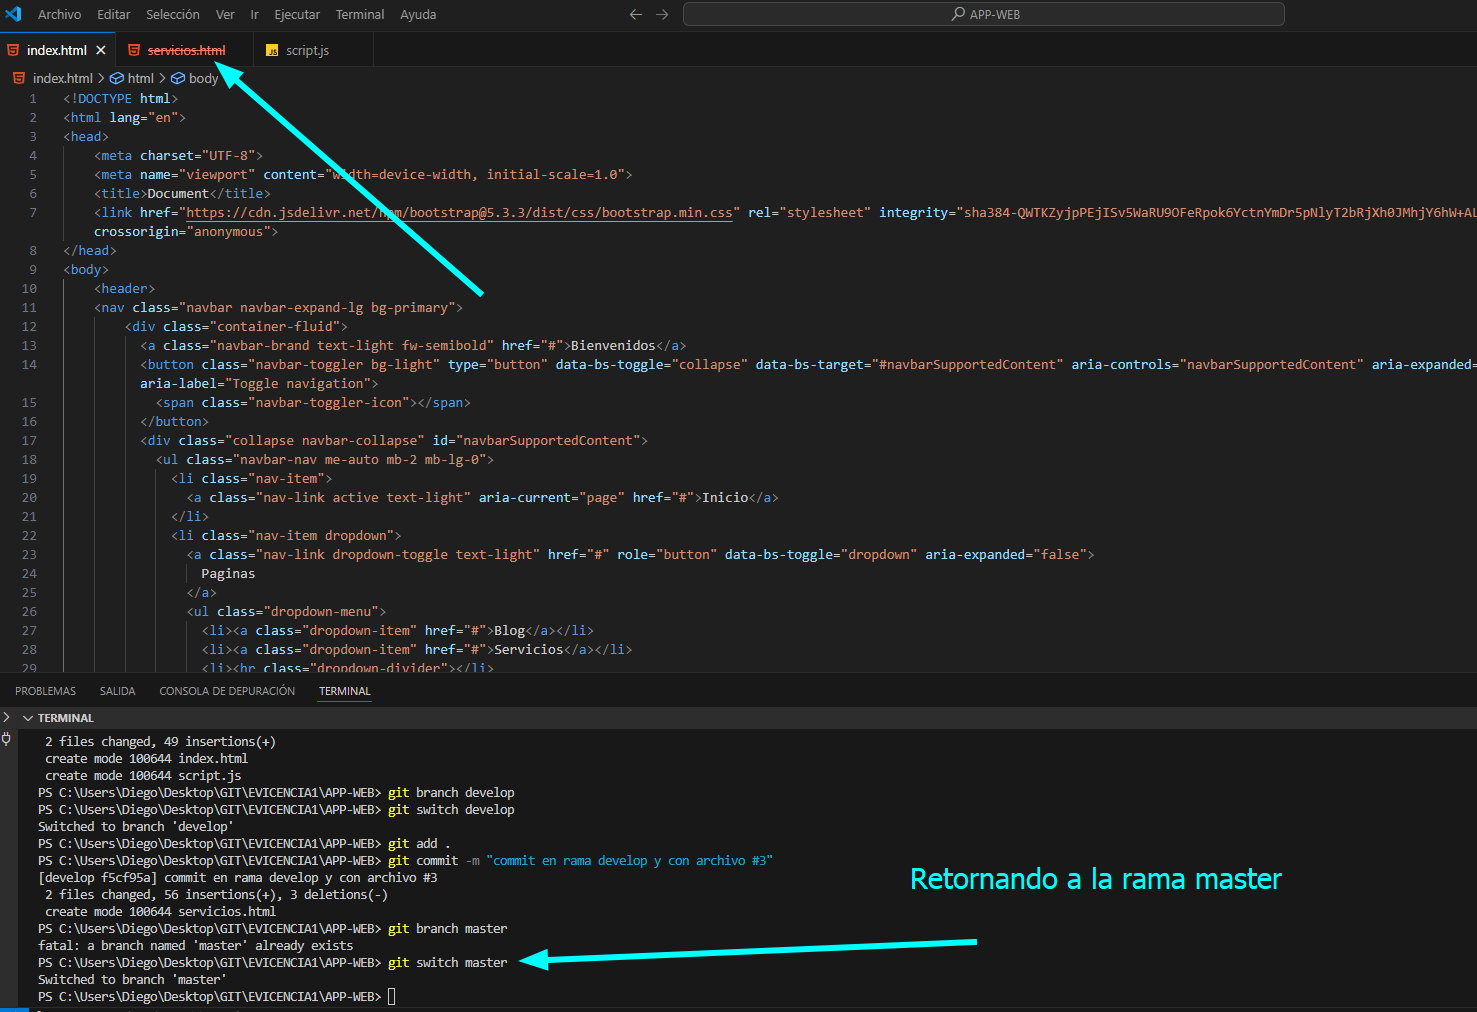 Archivo Editar Selección Ver Ir Ejecutar Terminal Ayuda APP-WEB
index.html servicios.html JS script.js
index.html > html > body
1 <!DOCTYPE html>
2 <html lang="en">
3 <head>
4 <meta charset="UTF-8">
5 <meta name="viewport" content="width=device-width, initial-scale=1.0">
6 <title>Document</title>
7 <link href="https://cdn.jsdelivr.net/npm/bootstrap@5.3.3/dist/css/bootstrap.min.css" rel="stylesheet" integrity="sha384-QWTKZyjpPEjISv5WaRU9OFeRpok6YctnYmDr5pNlyT2bRjXh0JMhjY6hW+AL
crossorigin="anonymous">
8 </head>
9 <body>
10 <header>
11 <nav class="navbar navbar-expand-lg bg-primary">
12 <div class="container-fluid">
13 <a class="navbar-brand text-light fw-semibold" href="#">Bienvenidos</a>
14 <button class="navbar-toggler bg-light" type="button" data-bs-toggle="collapse" data-bs-target="#navbarSupportedContent" aria-controls="navbarSupportedContent" aria-expanded=
aria-label="Toggle navigation">
15 <span class="navbar-toggler-icon"></span>
16 </button>
17 <div class="collapse navbar-collapse" id="navbarSupportedContent">
18 <ul class="navbar-nav me-auto mb-2 mb-lg-0">
19 <li class="nav-item">
20 <a class="nav-link active text-light" aria-current="page" href="#">Inicio</a>
21 </li>
22 <li class="nav-item dropdown">
23 <a class="nav-link dropdown-toggle text-light" href="#" role="button" data-bs-toggle="dropdown" aria-expanded="false">
24 Paginas
25 </a>
26 <ul class="dropdown-menu">
27 <li><a class="dropdown-item" href="#">Blog</a></li>
28 <li><a class="dropdown-item" href="#">Servicios</a></li>
29 <li><hr class="dropdown-divider"></li>
PROBLEMAS SALIDA CONSOLA DE DEPURACIÓN TERMINAL
TERMINAL
2 files changed, 49 insertions(+)
create mode 100644 index.html
create mode 100644 script.js
PS C:\Users\Diego\Desktop\GIT\EVICENCIA1\APP-WEB> git branch develop
PS C:\Users\Diego\Desktop\GIT\EVICENCIA1\APP-WEB> git switch develop
Switched to branch 'develop'
PS C:\Users\Diego\Desktop\GIT\EVICENCIA1\APP-WEB> git add .
PS C:\Users\Diego\Desktop\GIT\EVICENCIA1\APP-WEB> git commit -m "commit en rama develop y con archivo #3"
[develop f5cf95a] commit en rama develop y con archivo #3
2 files changed, 56 insertions(+), 3 deletions(-)
create mode 100644 servicios.html
PS C:\Users\Diego\Desktop\GIT\EVICENCIA1\APP-WEB> git branch master
fatal: a branch named 'master' already exists
PS C:\Users\Diego\Desktop\GIT\EVICENCIA1\APP-WEB> git switch master
Switched to branch 'master'
PS C:\Users\Diego\Desktop\GIT\EVICENCIA1\APP-WEB>
Retornando a la rama master